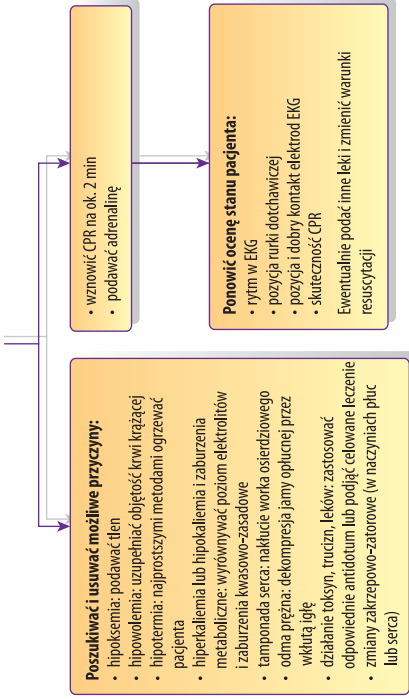 Poszukiwać i usuwać możliwe przyczyny:
• hipoksemia: podawać tlen
• hipowolemia: uzupełniać objętość krwi krążącej
• hipotermia: najprostszymi metodami ogrzewać
pacjenta
• hiperkaliemia lub hipokaliemia i zaburzenia
metaboliczne: wyrównywać poziom elektrolitów
i zaburzenia kwasowo-zasadowe
• tamponada serca: nakłucie worka osierdziowego
• odma prężna: dekompresja jamy opłucnej przez
wkłutą igłę
• działanie toksyn, trucizn, leków: zastosować
odpowiednie antidotum lub podjąć celowane leczenie
• zmiany zakrzepowo-zatorowe (w naczyniach płuc
lub serca)
• wznowić CPR na ok. 2 min
• podawać adrenalinę
Ponowić ocenę stanu pacjenta:
• rytm w EKG
• pozycja rurki dotchawiczej
• pozycja i dobry kontakt elektrod EKG
• skuteczność CPR
Ewentualnie podać inne leki i zmienić warunki
resuscytacji